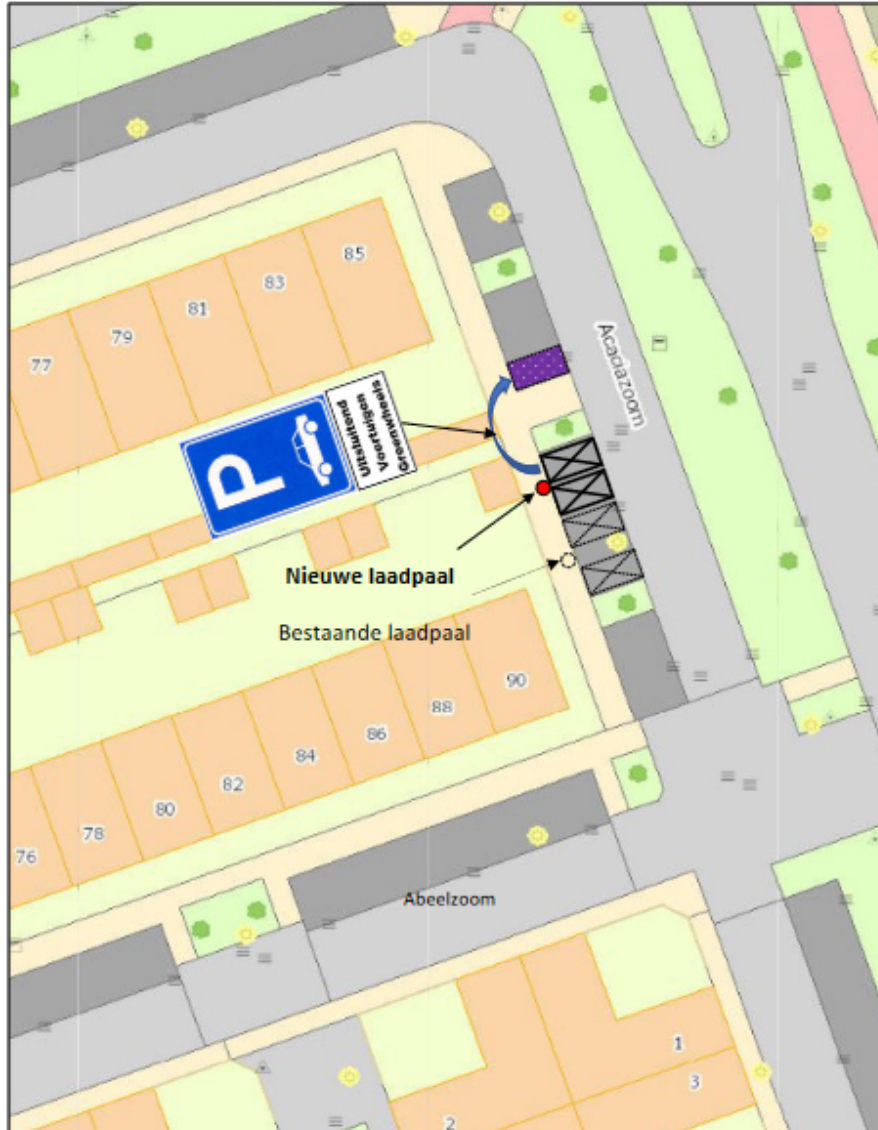 85
83
81
79
77
Acaciazoom
P
Uitsluitend
Voertuigen
Greenwheels
Nieuwe laadpaal
Bestaande laadpaal
90
88
86
84
82
80
78
76
Abeelzoom
1
3
2